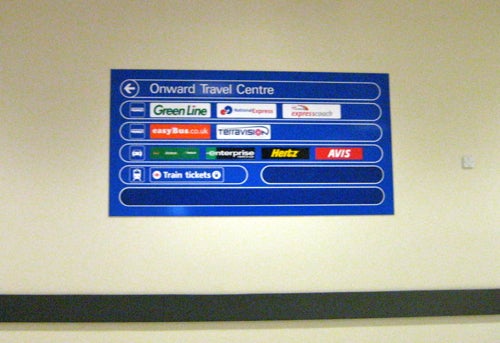 Onward Travel Centre
Green Line National Express expresscoach
easyBus.co.uk TERRAVISION
enterprise Hertz AVIS
Train tickets